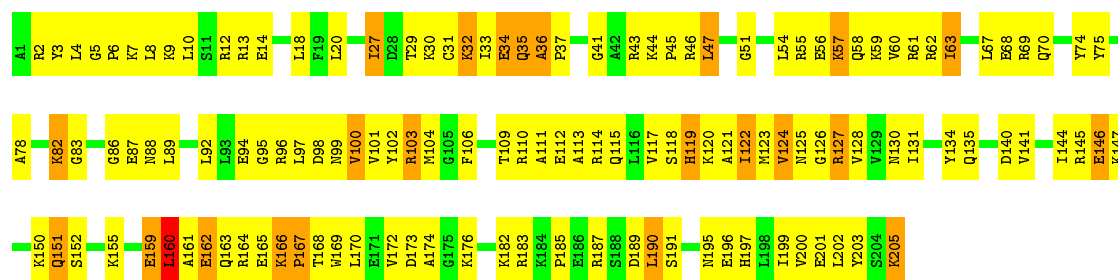 A1 R2 Y3 L4 G5 P6 K7 L8 K9 L10 S11 R12 R13 E14 L18 F19 L20 I27 D28 T29 K30 C31 K32 I33 E34 Q35 A36 P37 G41 A42 R43 K44 P45 R46 L47 G51 L54 R55 E56 K57 Q58 K59 V60 R61 R62 I63 L67 E68 R69 Q70 Y74 Y75
A78 K82 G83 G86 E87 N88 L89 L92 L93 E94 G95 R96 L97 D98 N99 V100 V101 Y102 R103 M104 G105 F106 T109 R110 A111 E112 A113 R114 Q115 L116 V117 S118 H119 K120 A121 I122 M123 V124 N125 G126 R127 V128 V129 N130 I131 Y134 Q135 D140 V141 I144 R145 E146 K147
K150 Q151 S152 K155 E159 L160 A161 E162 Q163 R164 E165 K166 P167 T168 W169 L170 E171 V172 D173 A174 G175 K176 K182 R183 K184 P185 E186 R187 S188 D189 L190 S191 N195 E196 H197 L198 I199 V200 E201 L202 Y203 S204 K205